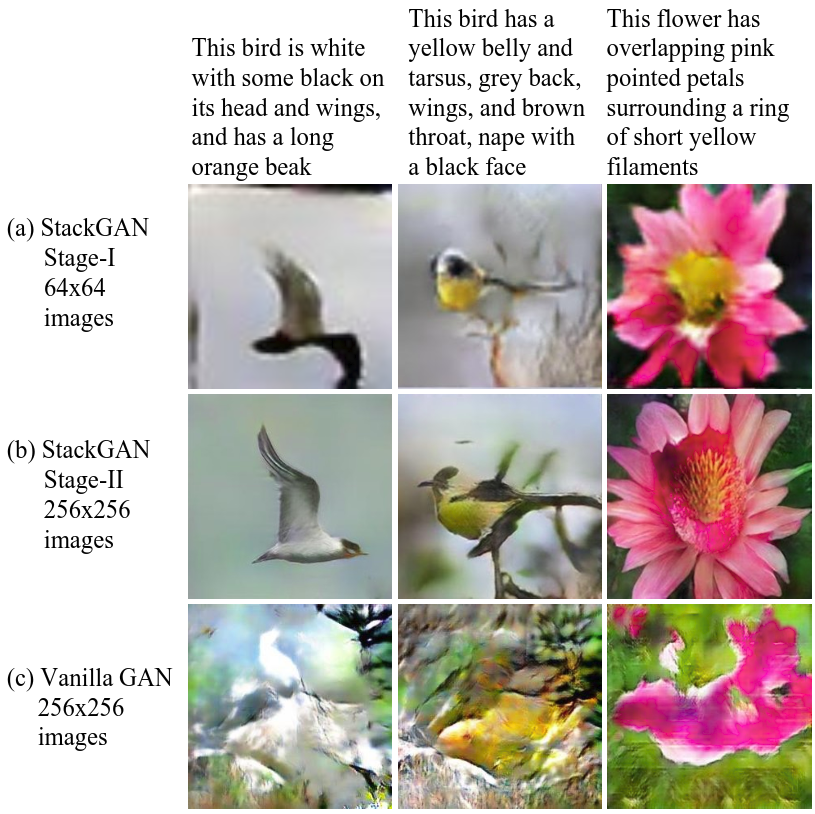 This bird is white
with some black on
its head and wings,
and has a long
orange beak
This bird has a
yellow belly and
tarsus, grey back,
wings, and brown
throat, nape with
a black face
This flower has
overlapping pink
pointed petals
surrounding a ring
of short yellow
filaments
(a) StackGAN
Stage-I
64x64
images
(b) StackGAN
Stage-II
256x256
images
(c) Vanilla GAN
256x256
images